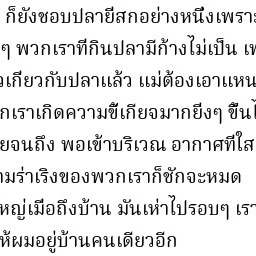 ก็ยังชอบปลายี่สกอย่างหนึ่งเพราะ
ๆ พวกเราที่กินปลามีก้างไม่เป็น
เกี่ยวกับปลาแล้ว แม่ต้องเอาแหน
กเราเกิดความขี้เกียจมากยิ่งๆ ขึ้น
ยจนถึง พอเข้าบริเวณ อากาศที่ใส
ามร่าเริงของพวกเราก็ชักจะหมด
หญ่เมื่อถึงบ้าน มันเห่าไปรอบๆ เรา
ห้ผมอยู่บ้านคนเดียวอีก